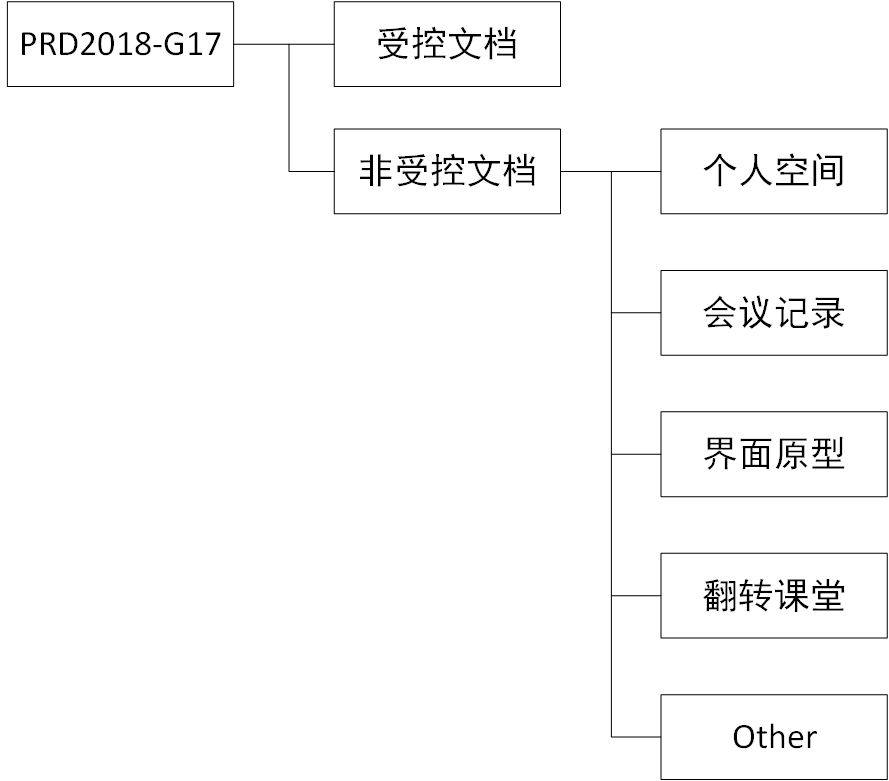 PRD2018-G17
受控文档
非受控文档
个人空间
会议记录
界面原型
翻转课堂
Other